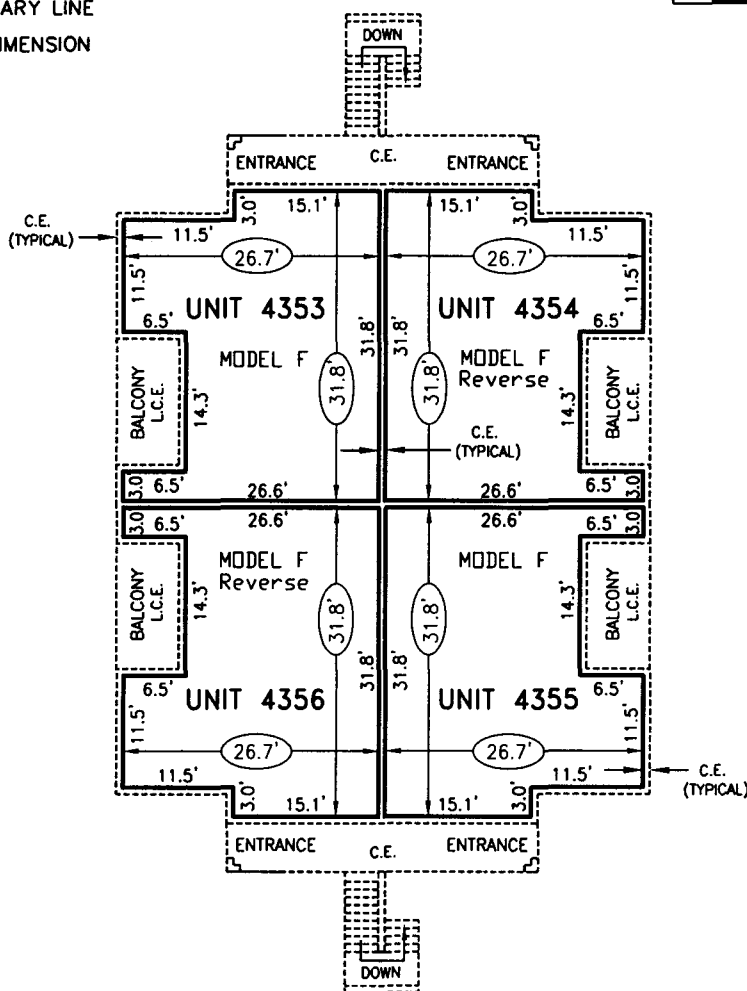 ARY LINE
IMENSION
DOWN
ENTRANCE C.E. ENTRANCE
C.E.
(TYPICAL)
15.1' 3.0' 11.5'
15.1' 3.0' 11.5'
26.7' 26.7'
11.5' 11.5'
UNIT 4353 UNIT 4354
6.5' 6.5'
31.8' 31.8'
MODEL F
MODEL F
Reverse
31.8' 31.8'
BALCONY
L.C.E.
BALCONY
L.C.E.
14.3' 14.3'
C.E.
(TYPICAL)
3.0 6.5' 26.6' 26.6' 6.5' 3.0
3.0 6.5' 26.6' 26.6' 6.5' 3.0
MODEL F
Reverse
MODEL F
BALCONY
L.C.E.
BALCONY
L.C.E.
14.3' 14.3'
31.8' 31.8'
31.8' 31.8'
6.5' 6.5'
UNIT 4356 UNIT 4355
11.5' 11.5'
26.7' 26.7'
11.5' 3.0' 15.1'
15.1' 3.0' 11.5'
C.E.
(TYPICAL)
ENTRANCE C.E. ENTRANCE
DOWN